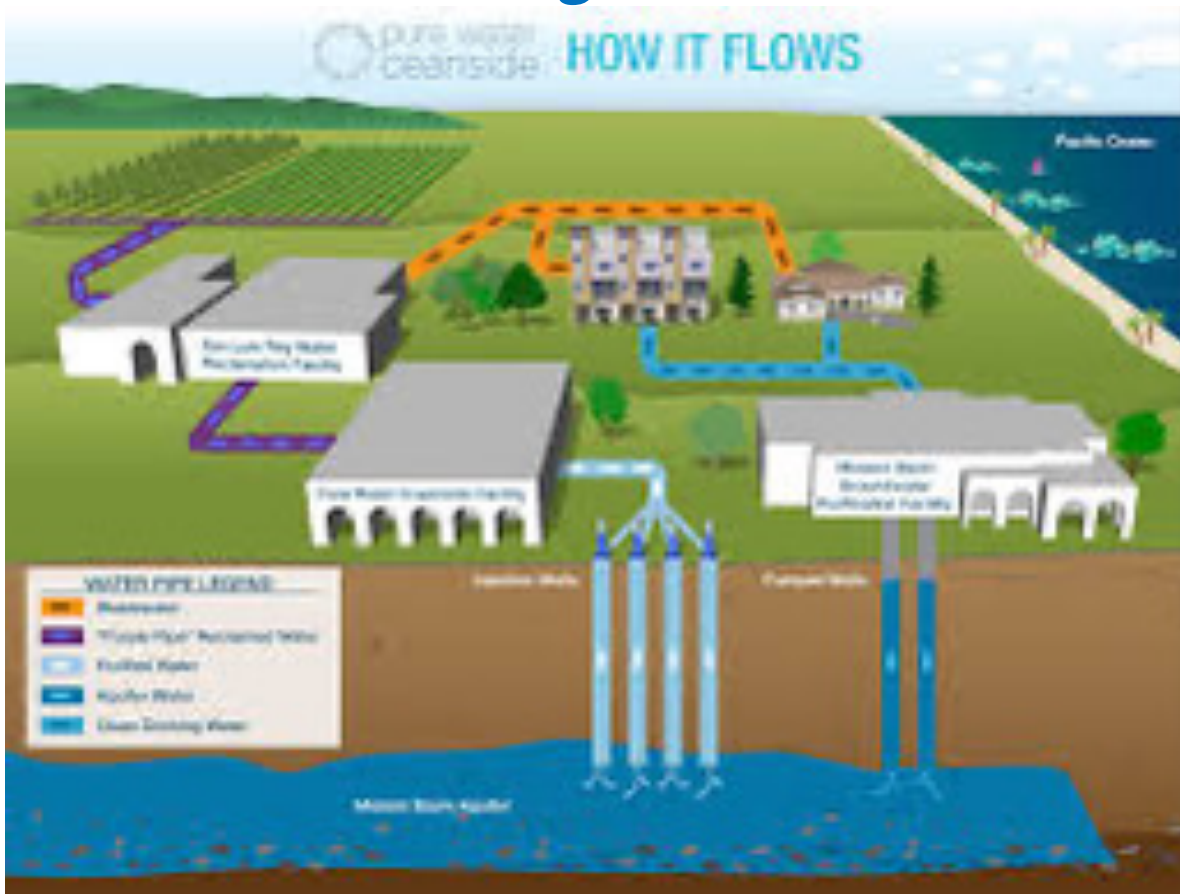 pure water
oceanside
HOW IT FLOWS
Pacific Ocean
San Luis Rey Water
Reclamation Facility
Pure Water Oceanside Facility
Mission Basin
Groundwater
Purification Facility
Injection Wells
WATER PIPE LEGEND
Wastewater
"Purple Pipe" Reclaimed Water
Purified Water
Aquifer Water
Clean Drinking Water
Mission Basin Aquifer